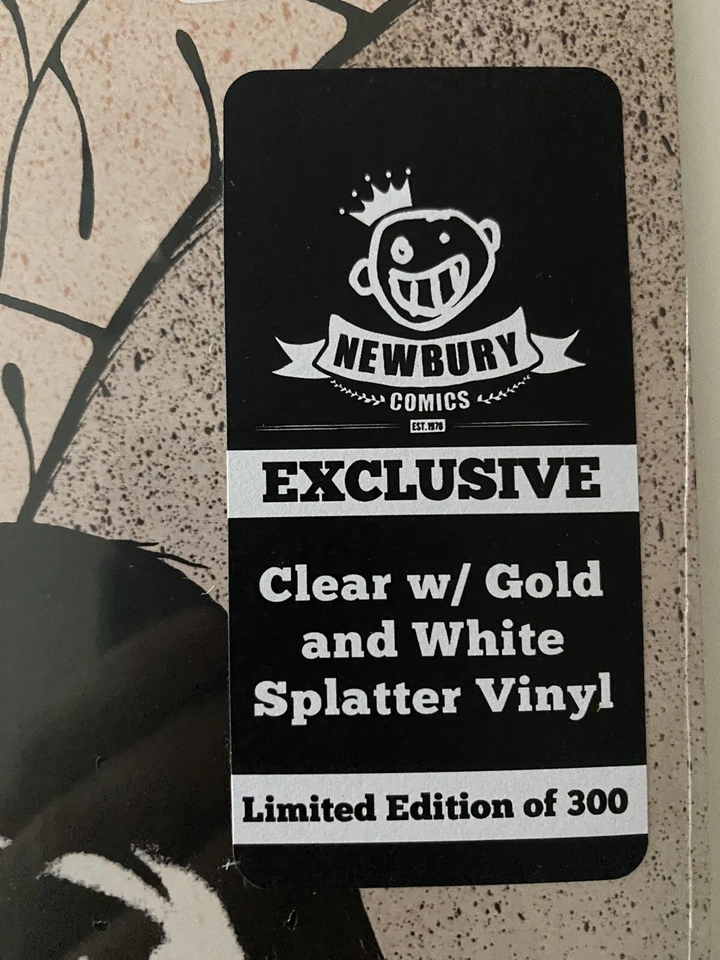 NEWBURY
COMICS
EST. 1978
EXCLUSIVE
Clear w/ Gold
and White
Splatter Vinyl
Limited Edition of 300